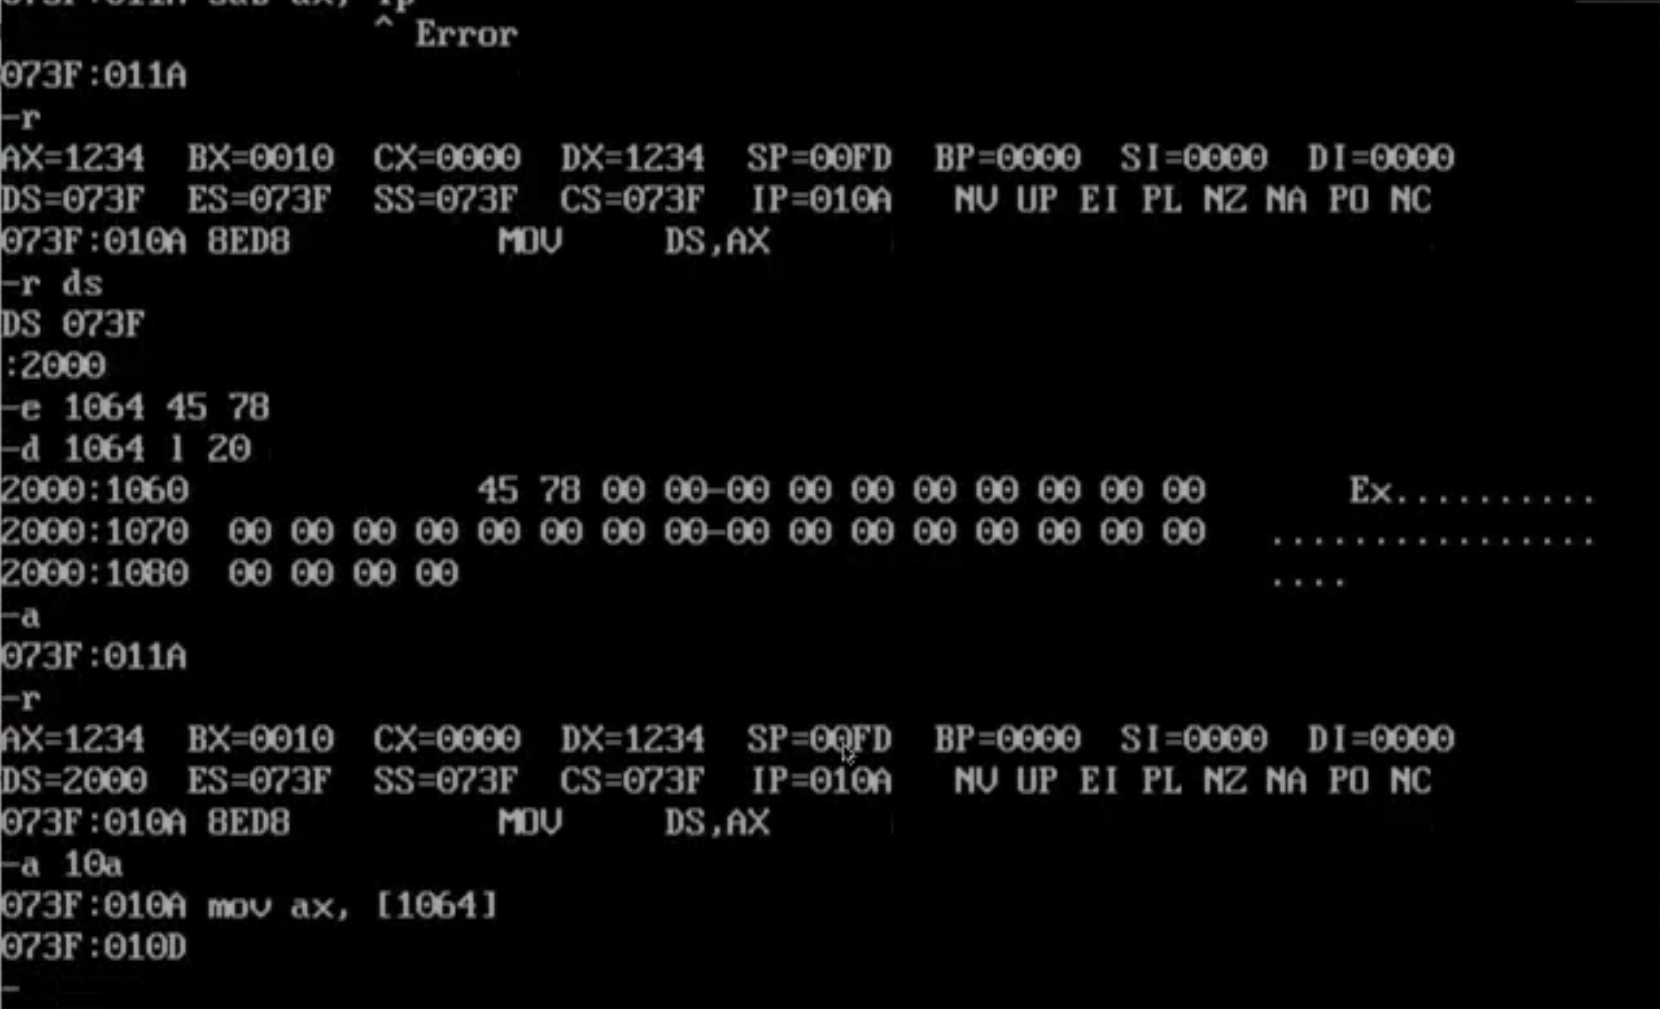 073F:011A sub ax, ip
^ Error
073F:011A
-r
AX=1234  BX=0010  CX=0000  DX=1234  SP=00FD  BP=0000  SI=0000  DI=0000
DS=073F  ES=073F  SS=073F  CS=073F  IP=010A   NV UP EI PL NZ NA PO NC
073F:010A 8ED8          MOV     DS,AX
-r ds
DS 073F
:2000
-e 1064 45 78
-d 1064 l 20
2000:1060              45 78 00 00-00 00 00 00 00 00 00 00       Ex..........
2000:1070  00 00 00 00 00 00 00 00-00 00 00 00 00 00 00 00   ................
2000:1080  00 00 00 00                                       ....
-a
073F:011A
-r
AX=1234  BX=0010  CX=0000  DX=1234  SP=00FD  BP=0000  SI=0000  DI=0000
DS=2000  ES=073F  SS=073F  CS=073F  IP=010A   NV UP EI PL NZ NA PO NC
073F:010A 8ED8          MOV     DS,AX
-a 10a
073F:010A mov ax, [1064]
073F:010D
-